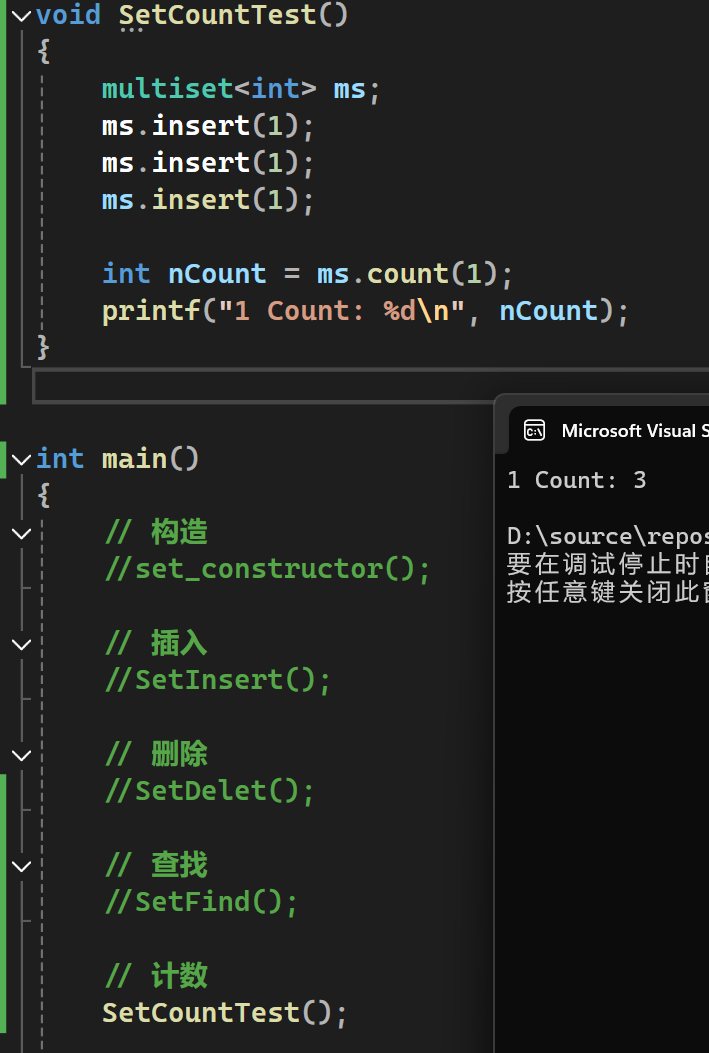 void SetCountTest()
{
multiset<int> ms;
ms.insert(1);
ms.insert(1);
ms.insert(1);
int nCount = ms.count(1);
printf("1 Count: %d\n", nCount);
}
int main()
{
// 构造
//set_constructor();
// 插入
//SetInsert();
// 删除
//SetDelet();
// 查找
//SetFind();
// 计数
SetCountTest();
Microsoft Visual S
1 Count: 3
D:\source\repos
要在调试停止时
按任意键关闭此